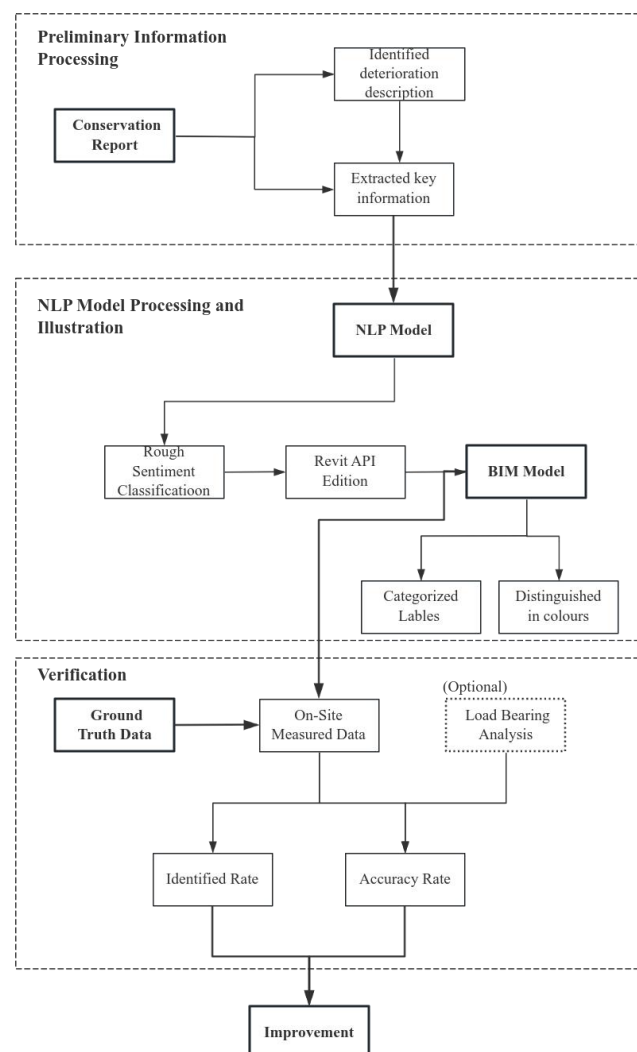 Preliminary Information
Processing
Identified
deterioration
description
Conservation
Report
Extracted key
information
NLP Model Processing and
Illustration
NLP Model
Rough
Sentiment
Classificatioon
Revit API
Edition
BIM Model
Categorized
Lables
Distinguished
in colours
Verification
(Optional)
Ground
Truth Data
On-Site
Measured Data
Load Bearing
Analysis
Identified Rate
Accuracy Rate
Improvement